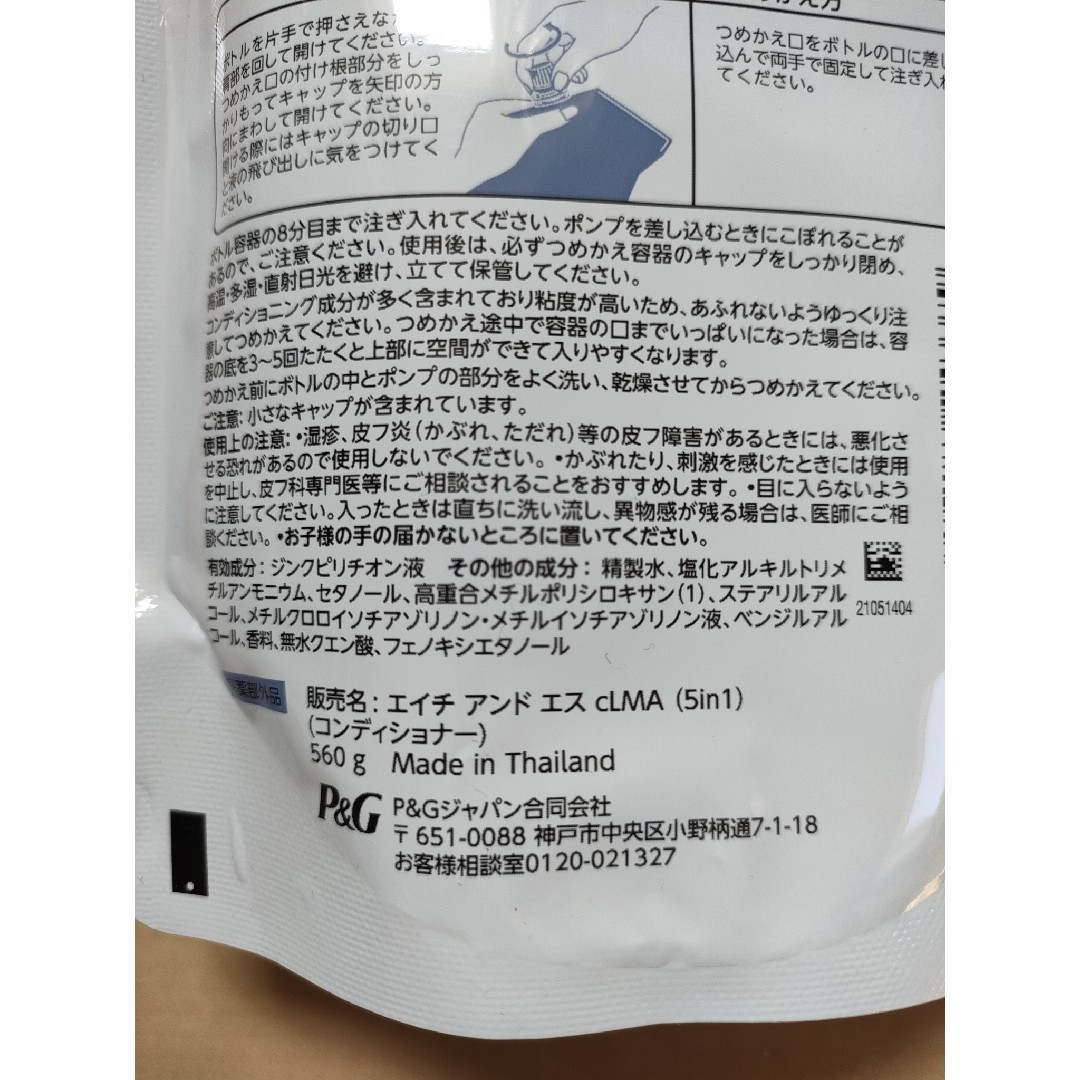 かえ方
ボトルを片手で押さえなが
肩部を回して開けてください。
つめかえ口の付け根部分をしっ
かりもってキャップを矢印の方
向にまわして開けてください。
開ける際にはキャップの切り口
と液の飛び出しに気をつけてく
ださい。
つめかえ口をボトルの口に差し
込んで両手で固定して注ぎ入れ
てください。
ボトル容器の8分目まで注ぎ入れてください。ポンプを差し込むときにこぼれることが
あるので、ご注意ください。使用後は、必ずつめかえ容器のキャップをしっかり閉め、
高温・多湿・直射日光を避け、立てて保管してください。
コンディショニング成分が多く含まれており粘度が高いため、あふれないようゆっくり注
意してつめかえてください。つめかえ途中で容器の口までいっぱいになった場合は、容
器の底を3〜5回たたくと上部に空間ができて入りやすくなります。
つめかえ前にボトルの中とポンプの部分をよく洗い、乾燥させてからつめかえてください。
ご注意: 小さなキャップが含まれています。
使用上の注意: •湿疹、皮フ炎(かぶれ、ただれ)等の皮フ障害があるときには、悪化さ
せる恐れがあるので使用しないでください。 •かぶれたり、刺激を感じたときには使用
を中止し、皮フ科専門医等にご相談されることをおすすめします。 •目に入らないよう
に注意してください。入ったときは直ちに洗い流し、異物感が残る場合は、医師にご相
談ください。 •お子様の手の届かないところに置いてください。
有効成分: ジンクピリチオン液 その他の成分: 精製水、塩化アルキルトリメ
チルアンモニウム、セタノール、高重合メチルポリシロキサン(1)、ステアリルアル
コール、メチルクロロイソチアゾリノン・メチルイソチアゾリノン液、ベンジルアル
コール、香料、無水クエン酸、フェノキシエタノール
21051404
薬部外品
販売名: エイチ アンド エス cLMA (5in1)
(コンディショナー)
560 g Made in Thailand
P&G
P&Gジャパン合同会社
〒651-0088 神戸市中央区小野柄通7-1-18
お客様相談室0120-021327